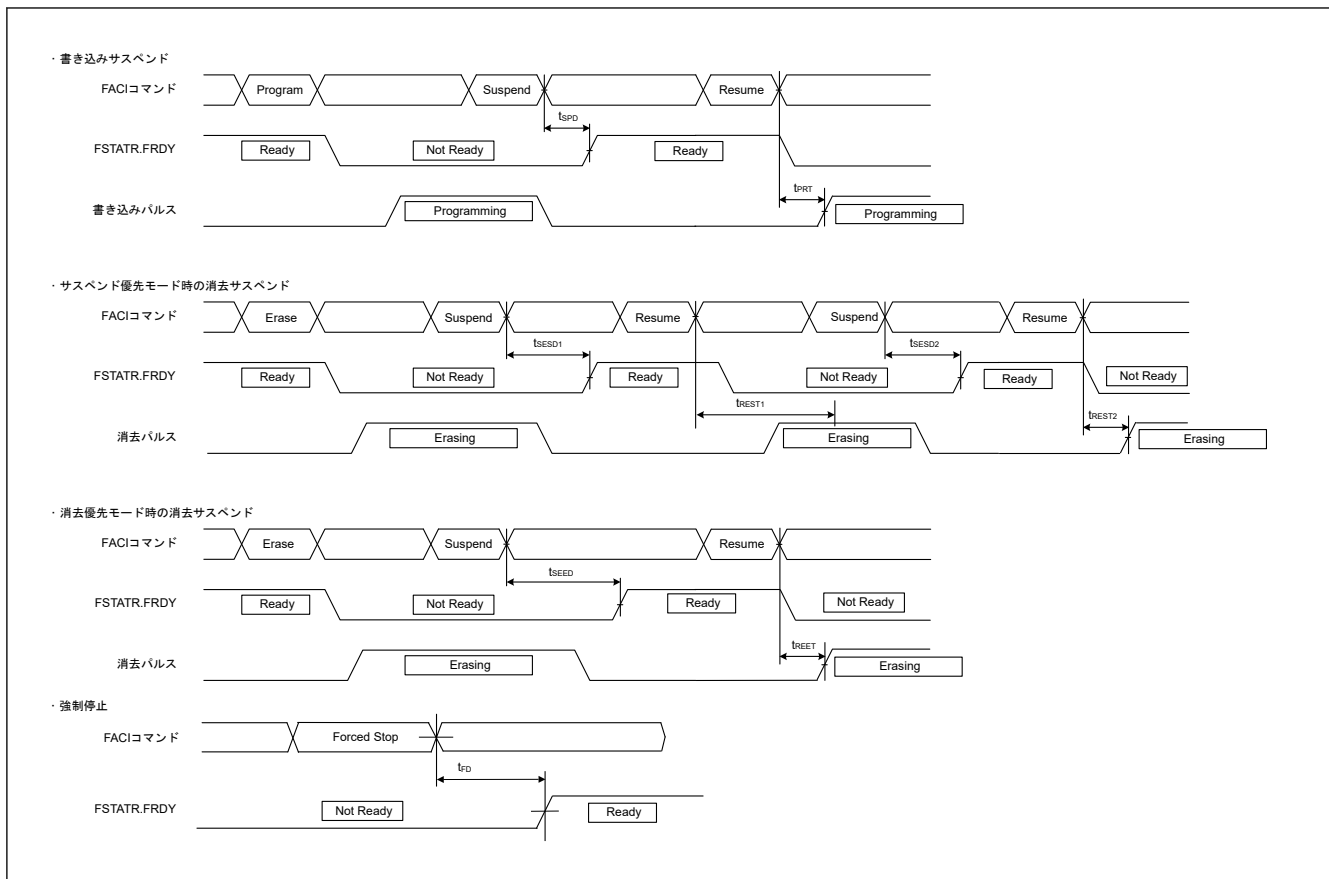 ・書き込みサスペンド
FACIコマンド Program Suspend Resume
tSPD
FSTATR.FRDY Ready Not Ready Ready
tPRT
書き込みパルス Programming Programming
・サスペンド優先モード時の消去サスペンド
FACIコマンド Erase Suspend Resume Suspend Resume
tSESD1 tSESD2
FSTATR.FRDY Ready Not Ready Ready Not Ready Ready Not Ready
tREST1 tREST2
消去パルス Erasing Erasing Erasing
・消去優先モード時の消去サスペンド
FACIコマンド Erase Suspend Resume
tSEED
FSTATR.FRDY Ready Not Ready Ready Not Ready
tREET
消去パルス Erasing Erasing
・強制停止
FACIコマンド Forced Stop
tFD
FSTATR.FRDY Not Ready Ready